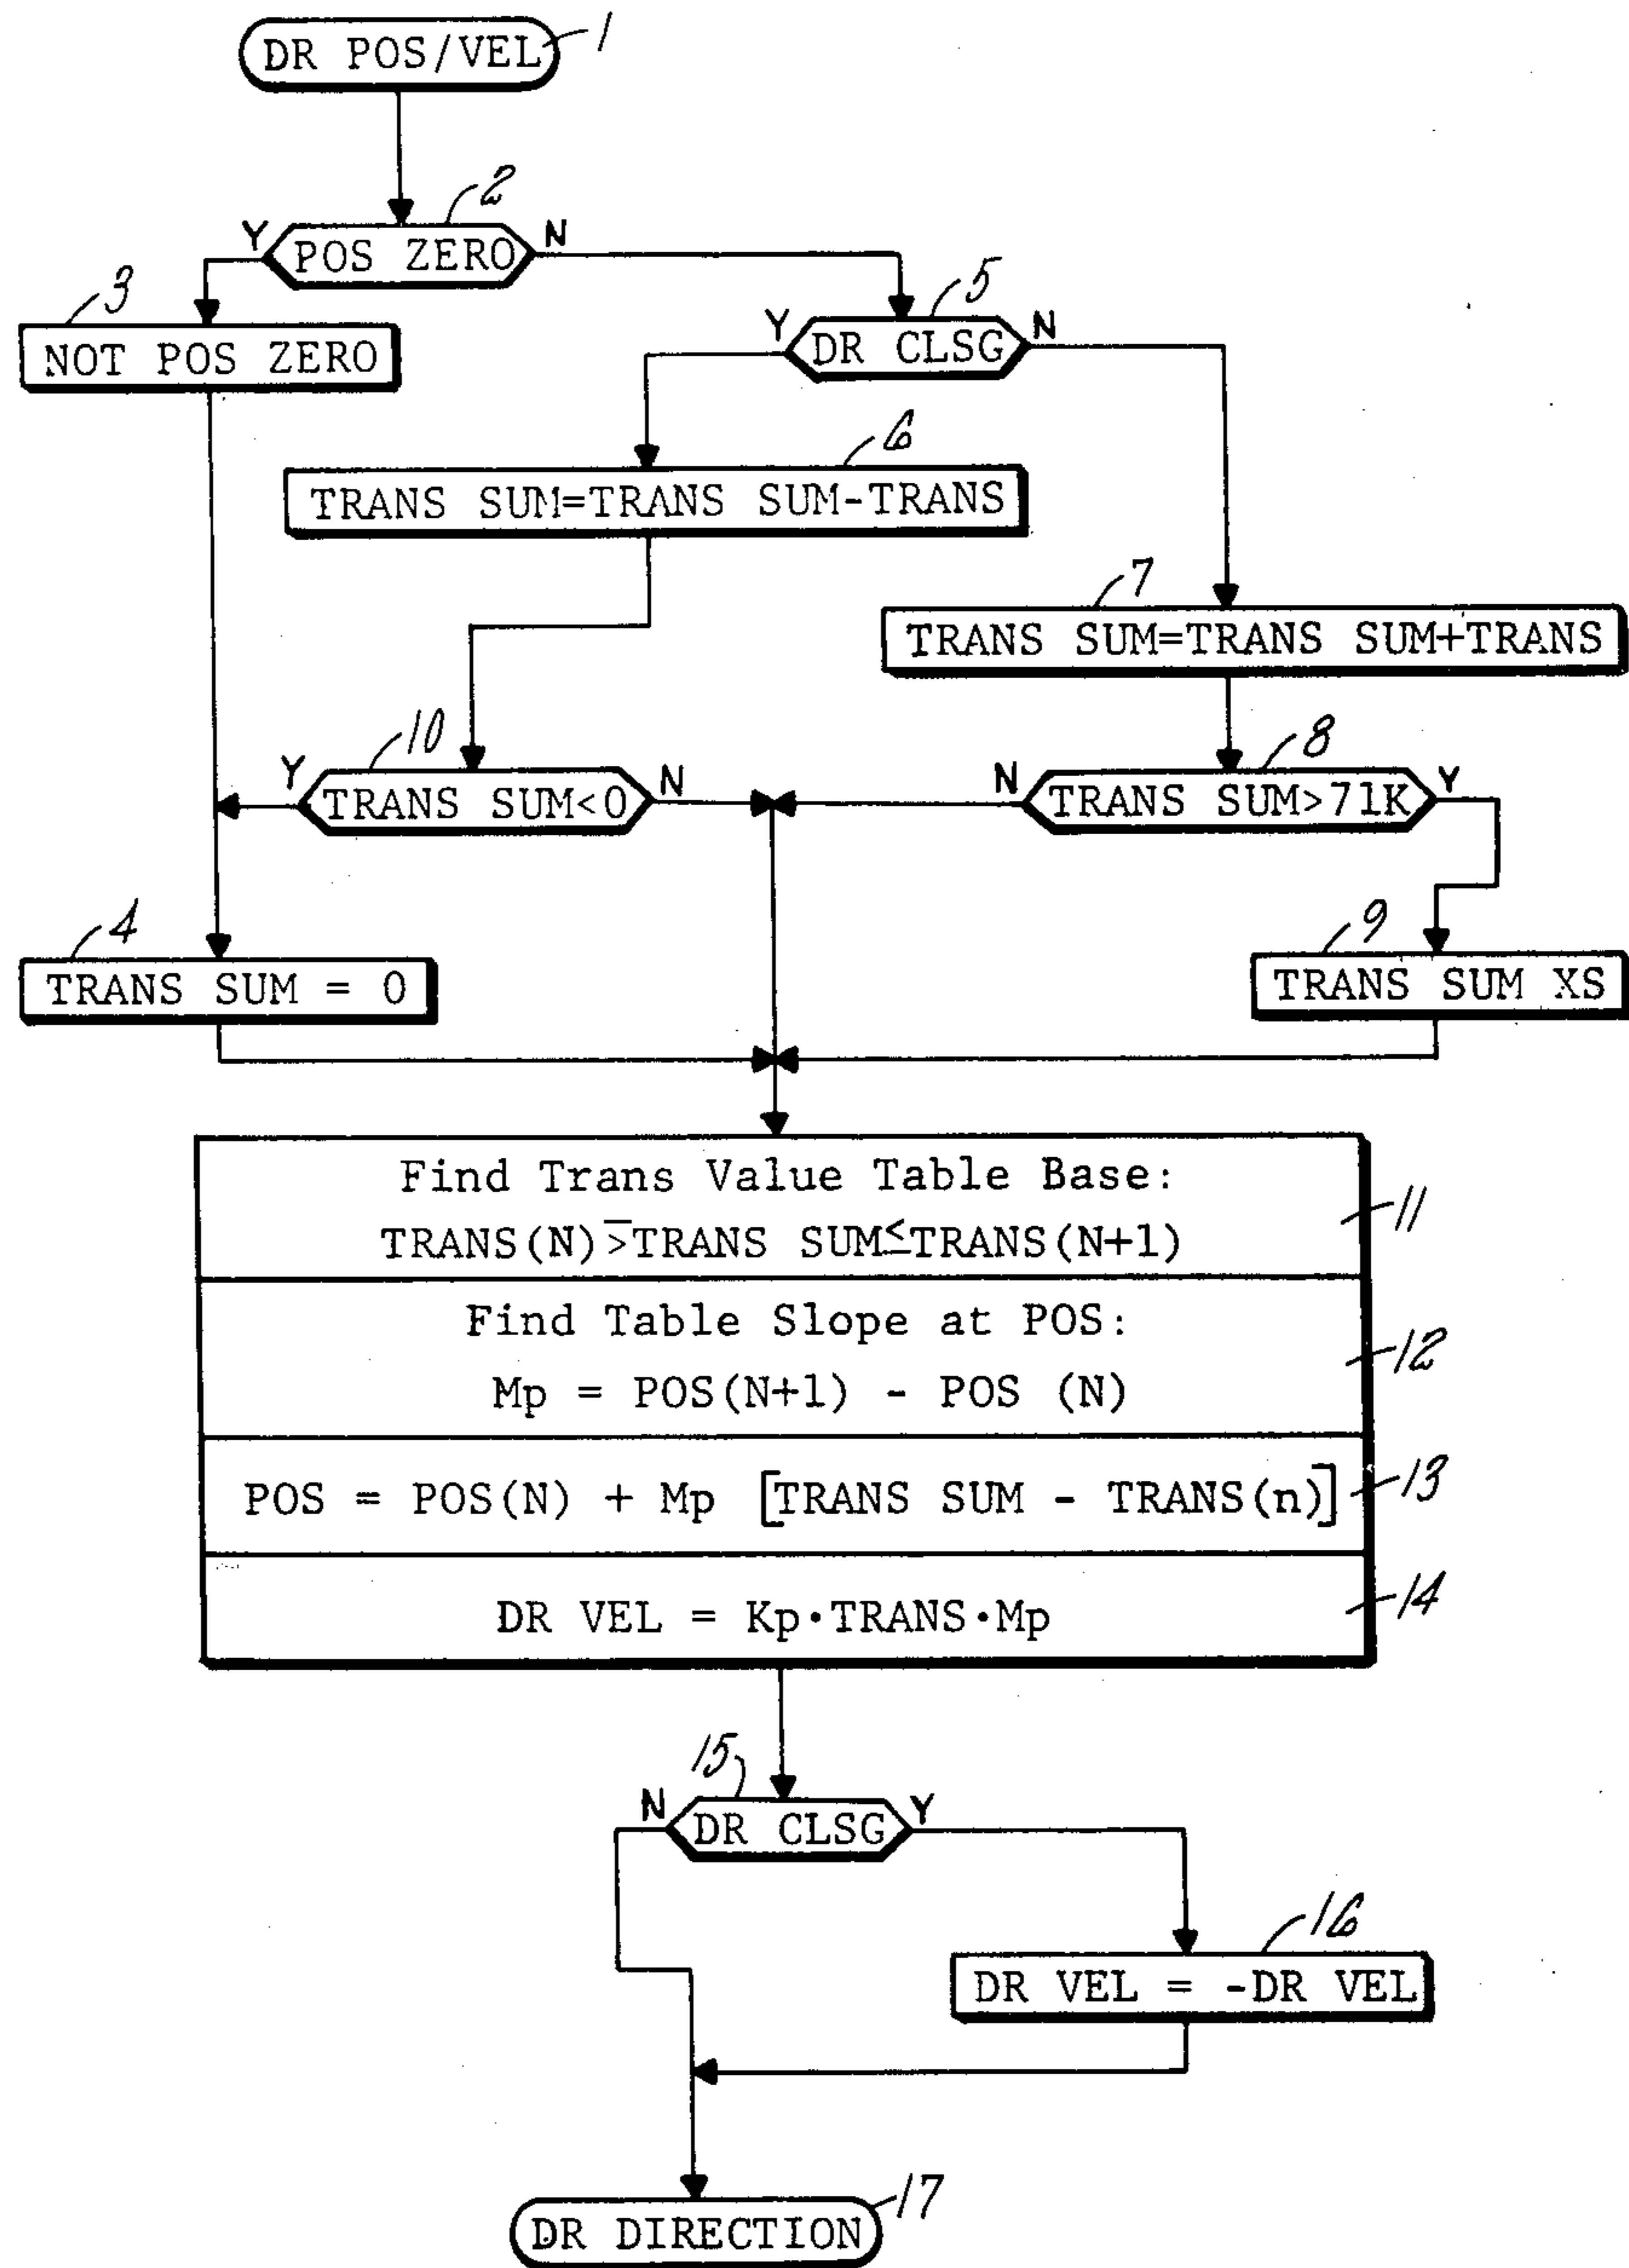 DR POS/VEL 1
2
Y POS ZERO N
3
NOT POS ZERO
5
Y DR CLSG N
6
TRANS SUM=TRANS SUM-TRANS
7
TRANS SUM=TRANS SUM+TRANS
10
Y TRANS SUM<0 N
8
N TRANS SUM>71K Y
4
TRANS SUM = 0
9
TRANS SUM XS
Find Trans Value Table Base:
TRANS(N)>̅TRANS SUM≤TRANS(N+1)
11
Find Table Slope at POS:
Mp = POS(N+1) - POS (N)
12
POS = POS(N) + Mp [TRANS SUM - TRANS(n)]
13
DR VEL = Kp·TRANS·Mp
14
15
N DR CLSG Y
16
DR VEL = -DR VEL
17
DR DIRECTION